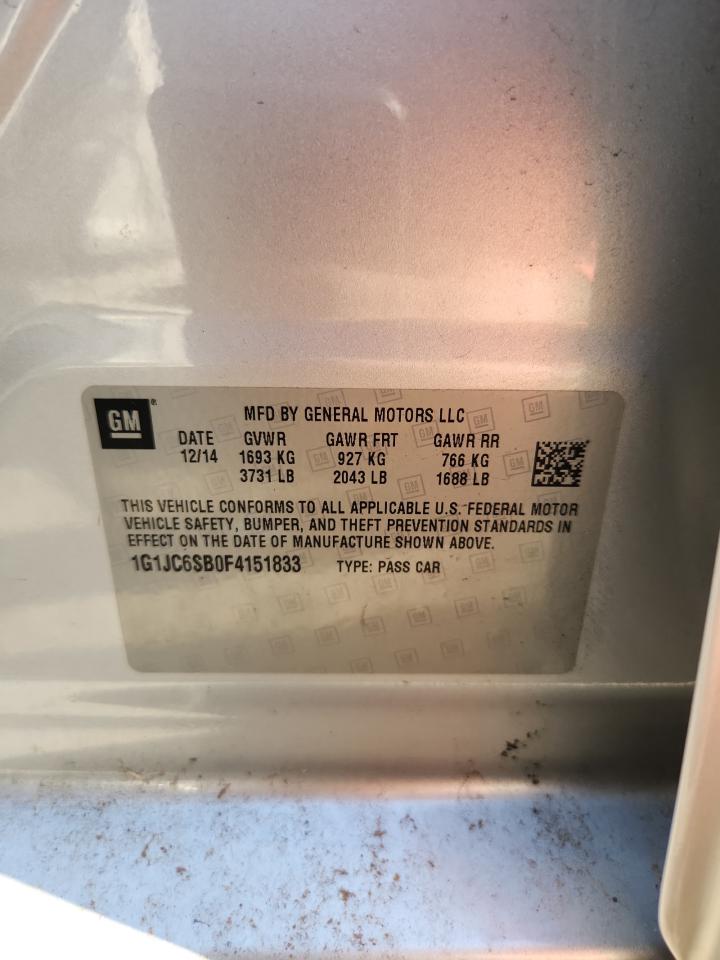 GM®
MFD BY GENERAL MOTORS LLC
DATE GVWR GAWR FRT GAWR RR
12/14 1693 KG 927 KG 766 KG
3731 LB 2043 LB 1688 LB
THIS VEHICLE CONFORMS TO ALL APPLICABLE U.S. FEDERAL MOTOR
VEHICLE SAFETY, BUMPER, AND THEFT PREVENTION STANDARDS IN
EFFECT ON THE DATE OF MANUFACTURE SHOWN ABOVE.
1G1JC6SB0F4151833 TYPE: PASS CAR